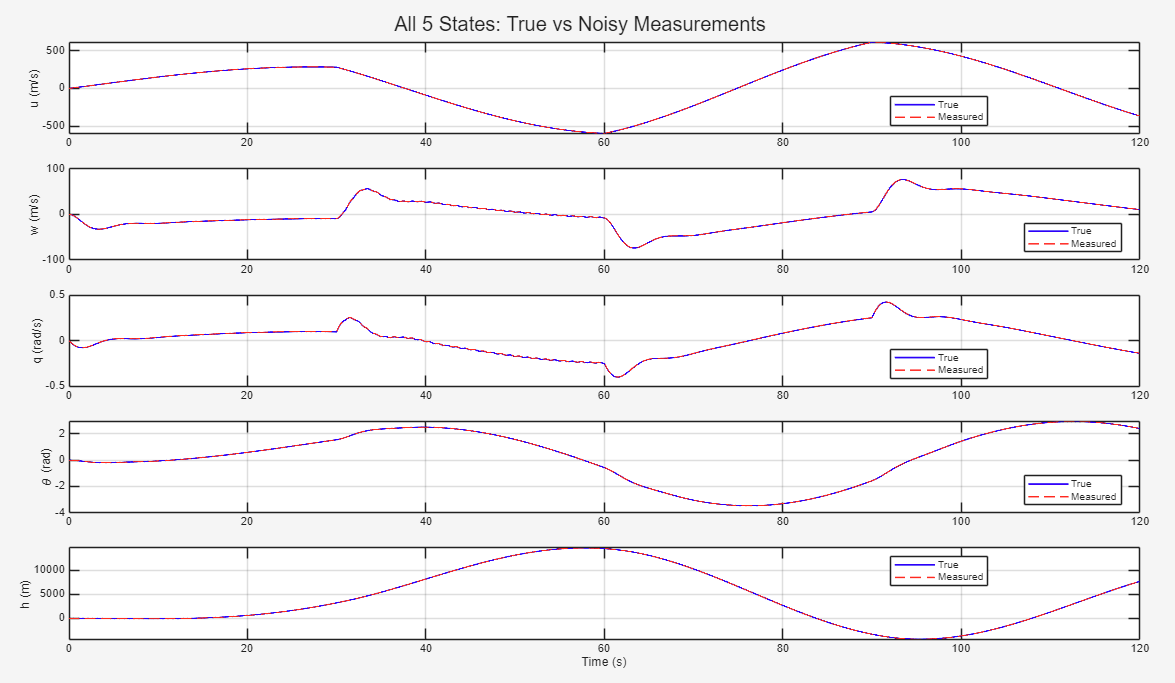 All 5 States: True vs Noisy Measurements
u (m/s)
500
0
-500
True
Measured
0 20 40 60 80 100 120
w (m/s)
100
0
-100
True
Measured
0 20 40 60 80 100 120
q (rad/s)
0.5
0
-0.5
True
Measured
0 20 40 60 80 100 120
θ (rad)
2
0
-2
-4
True
Measured
0 20 40 60 80 100 120
h (m)
10000
5000
0
True
Measured
0 20 40 60 80 100 120
Time (s)